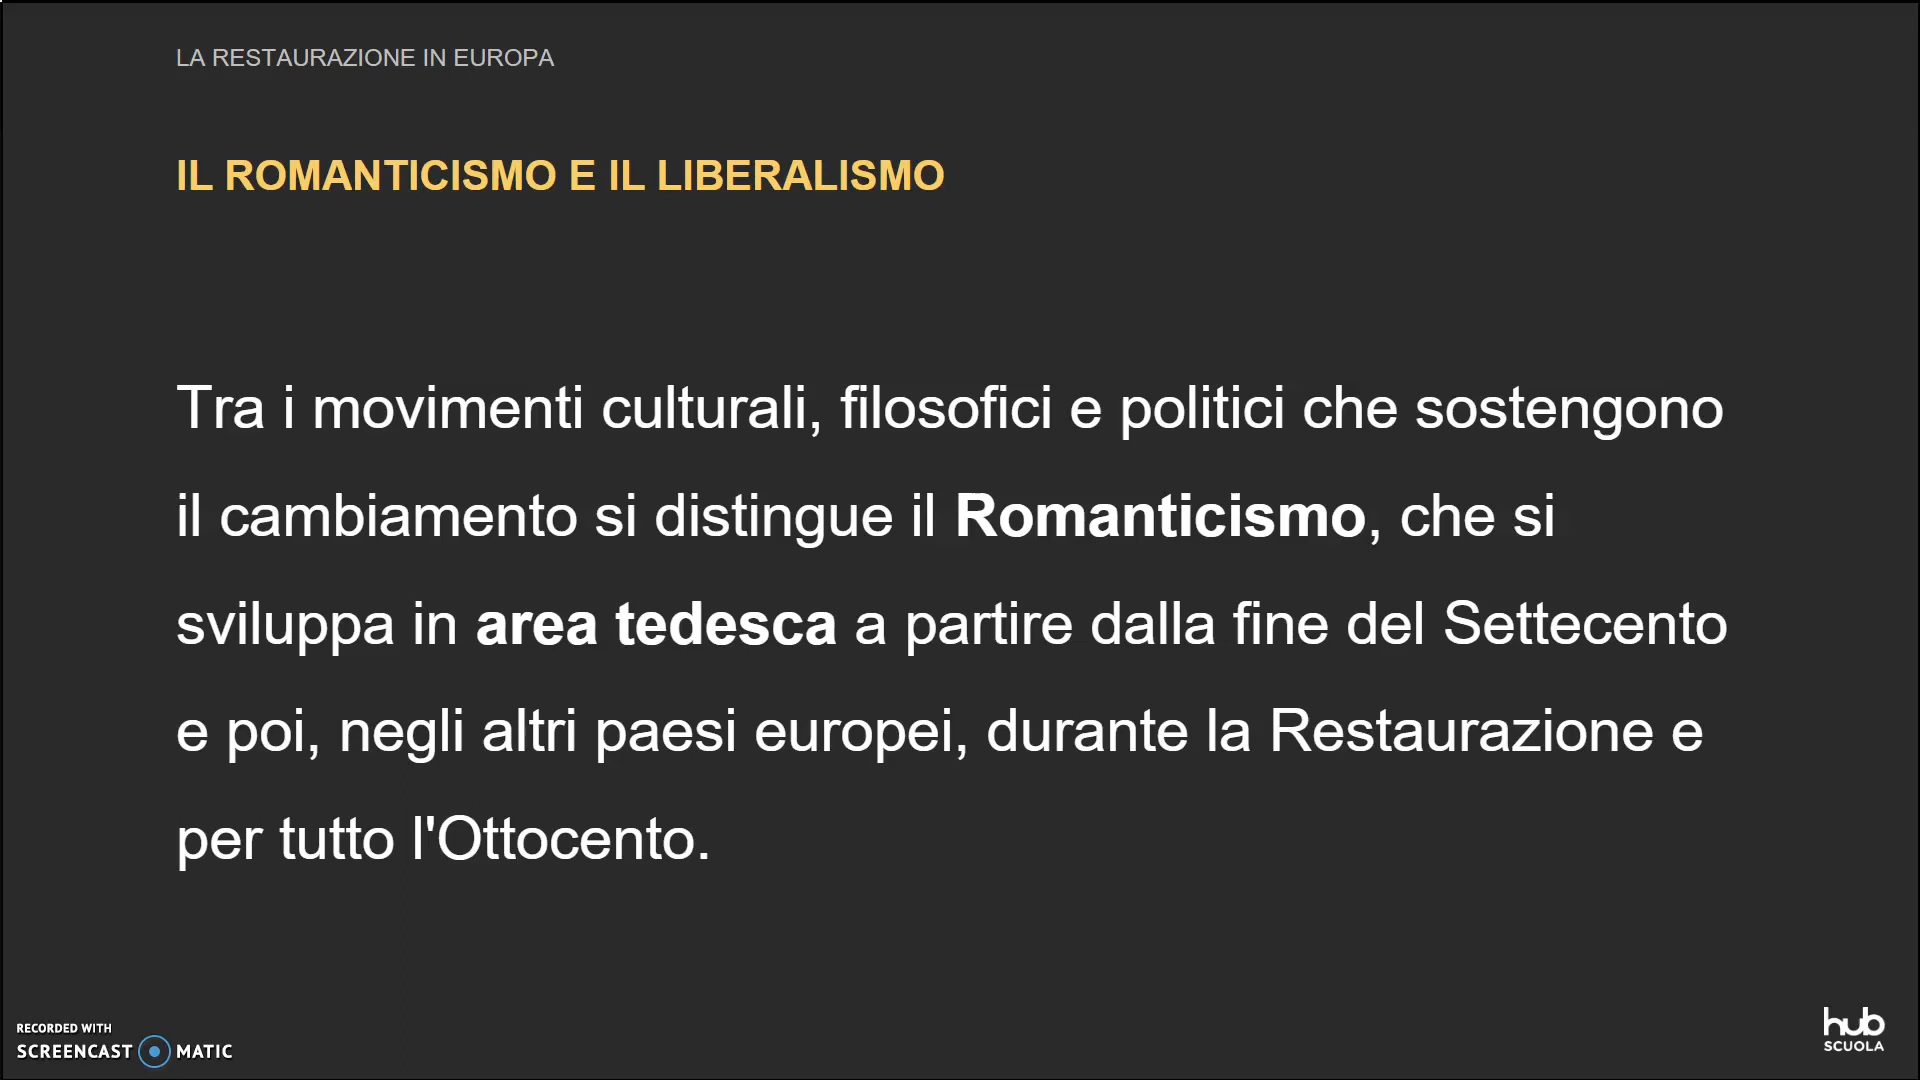 LA RESTAURAZIONE IN EUROPA
IL ROMANTICISMO E IL LIBERALISMO
Tra i movimenti culturali, filosofici e politici che sostengono
il cambiamento si distingue il Romanticismo, che si
sviluppa in area tedesca a partire dalla fine del Settecento
e poi, negli altri paesi europei, durante la Restaurazione e
per tutto l'Ottocento.
RECORDED WITH
SCREENCAST MATIC
hub
SCUOLA